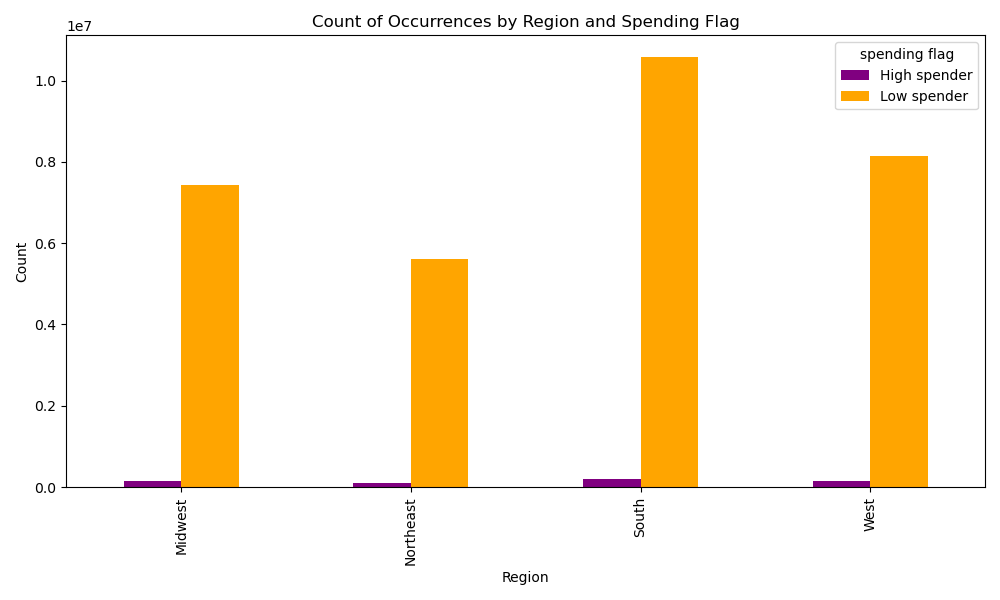 Count of Occurrences by Region and Spending Flag
1e7
spending flag
High spender
Low spender
1.0
0.8
0.6
0.4
0.2
0.0
Count
Midwest
Northeast
South
West
Region